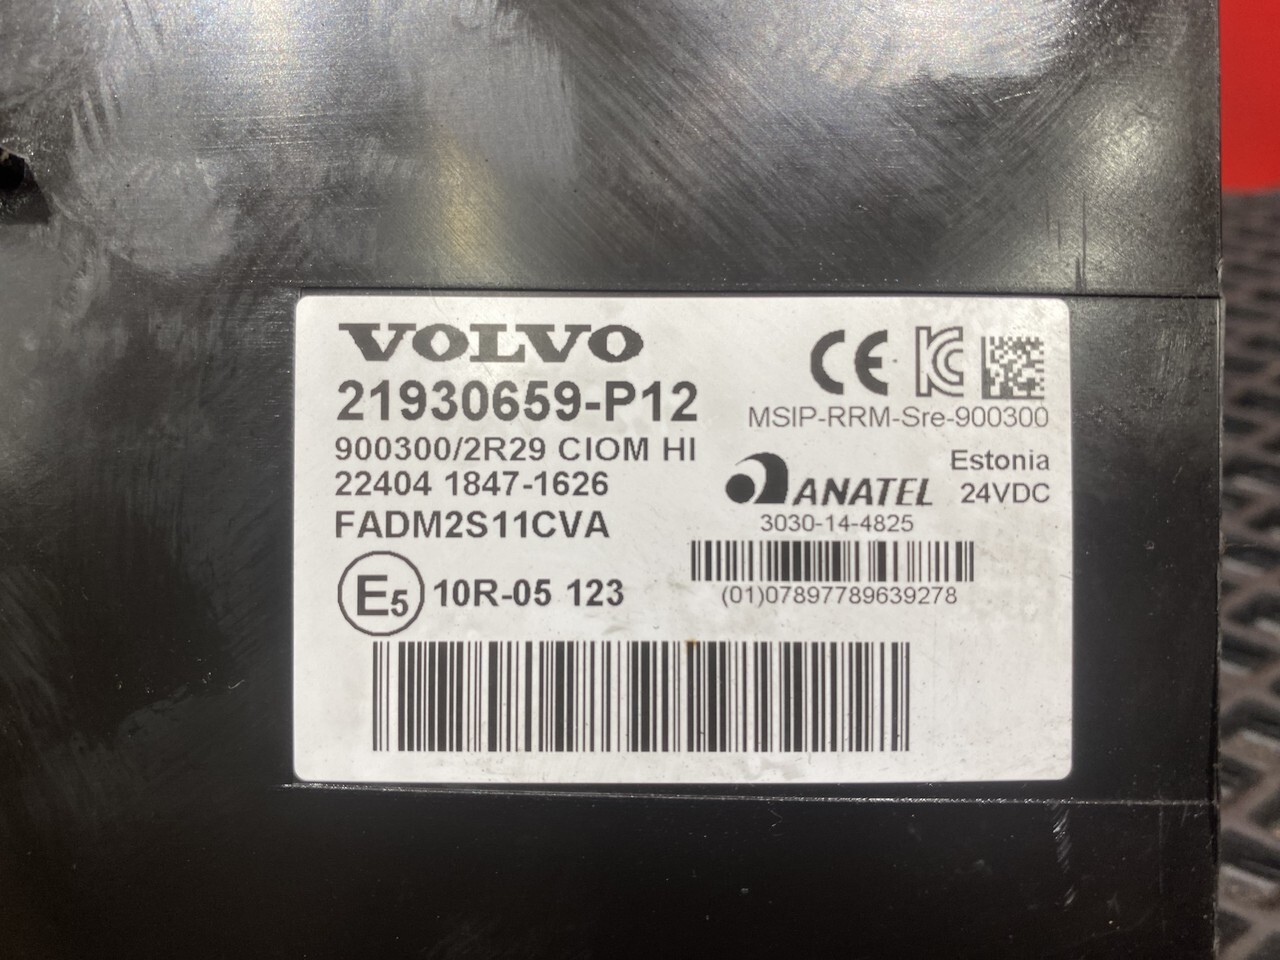 VOLVO
21930659-P12
900300/2R29 CIOM HI
22404 1847-1626
FADM2S11CVA
E5 10R-05 123
CE KC
MSIP-RRM-Sre-900300
Estonia
ANATEL 24VDC
3030-14-4825
(01)07897789639278